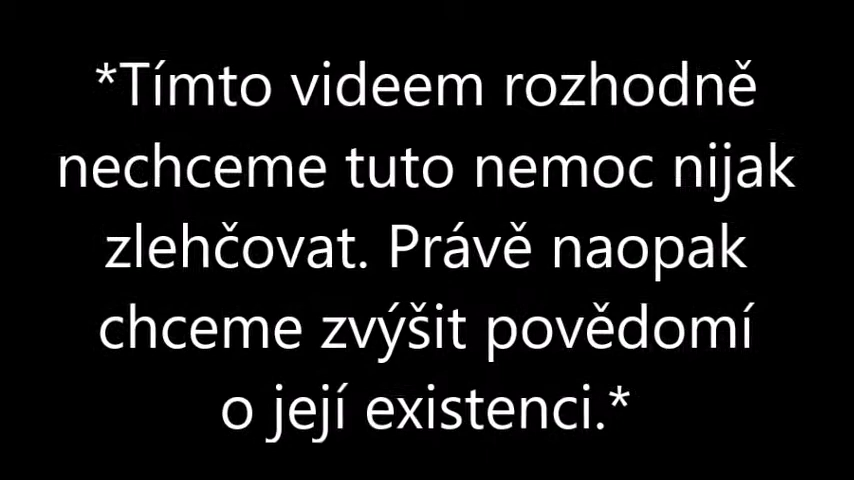 *Tímto videem rozhodně
nechceme tuto nemoc nijak
zlehčovat. Právě naopak
chceme zvýšit povědomí
o její existenci.*